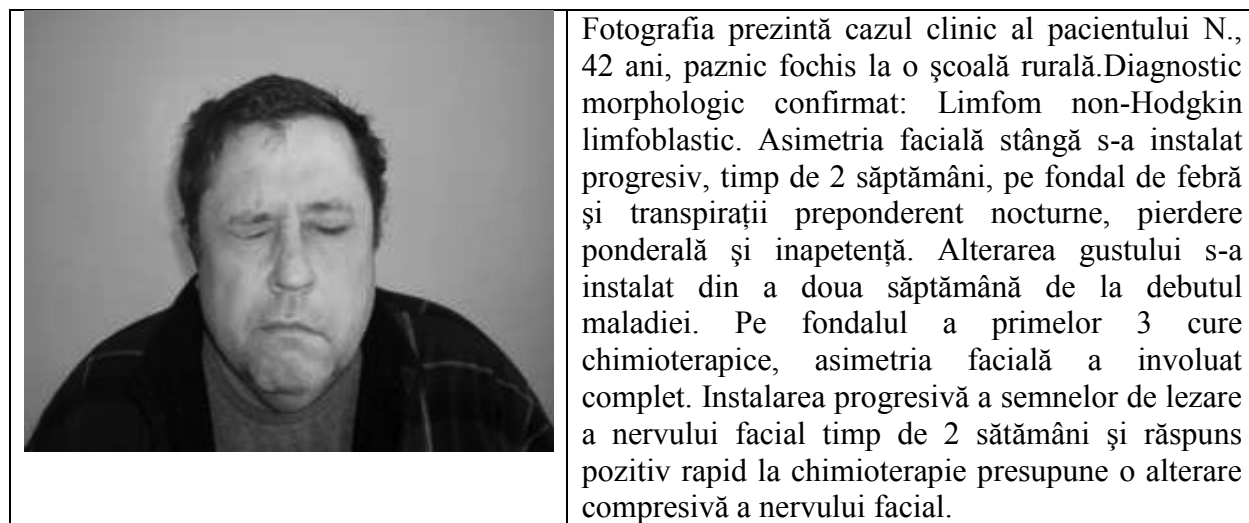 Fotografia prezintă cazul clinic al pacientului N.,
42 ani, paznic fochis la o şcoală rurală.Diagnostic
morphologic confirmat: Limfom non-Hodgkin
limfoblastic. Asimetria facială stângă s-a instalat
progresiv, timp de 2 săptămâni, pe fondal de febră
şi transpirații preponderent nocturne, pierdere
ponderală şi inapetență. Alterarea gustului s-a
instalat din a doua săptămână de la debutul
maladiei. Pe fondalul a primelor 3 cure
chimioterapice, asimetria facială a involuat
complet. Instalarea progresivă a semnelor de lezare
a nervului facial timp de 2 sătămâni şi răspuns
pozitiv rapid la chimioterapie presupune o alterare
compresivă a nervului facial.